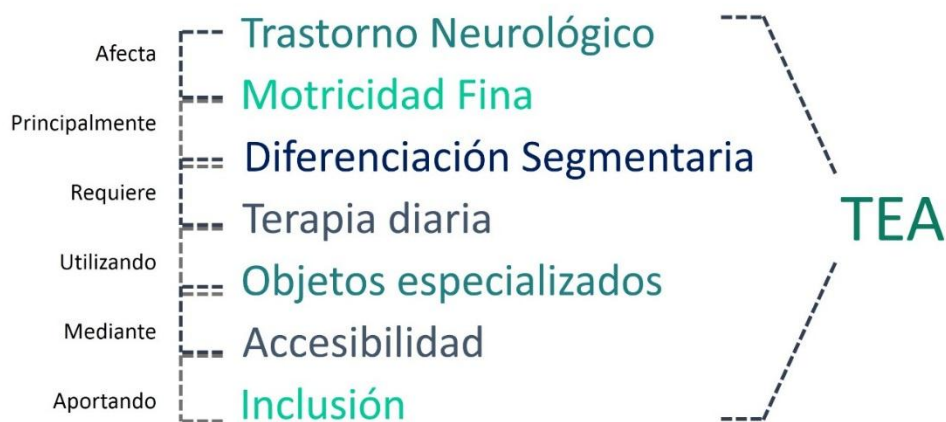 Trastorno Neurológico
Afecta
Motricidad Fina
Principalmente
Diferenciación Segmentaria
Requiere
Terapia diaria
Utilizando
Objetos especializados
Mediante
Accesibilidad
Aportando
Inclusión
TEA